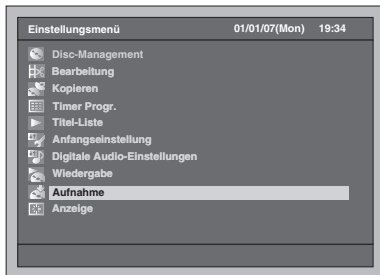 Einstellungsmenü 01/01/07(Mon) 19:34
Disc-Management
Bearbeitung
Kopieren
Timer Progr.
Titel-Liste
Anfangseinstellung
Digitale Audio-Einstellungen
Wiedergabe
Aufnahme
Anzeige